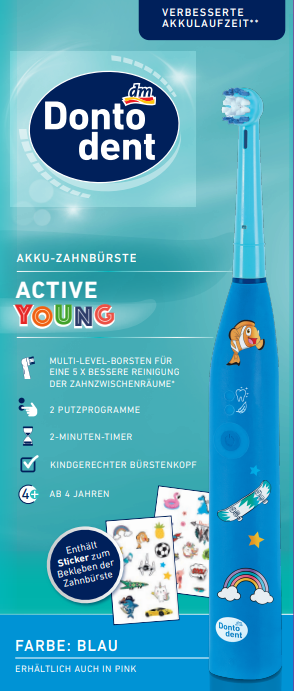 VERBESSERTE
AKKULAUFZEIT**
dm
Donto
dent
AKKU-ZAHNBÜRSTE
ACTIVE
YOUNG
MULTI-LEVEL-BORSTEN FÜR
EINE 5 X BESSERE REINIGUNG
DER ZAHNZWISCHENRÄUME*
2 PUTZPROGRAMME
2-MINUTEN-TIMER
KINDGERECHTER BÜRSTENKOPF
4+
AB 4 JAHREN
Enthält
Sticker zum
Bekleben der
Zahnbürste
dm
Donto
dent
FARBE: BLAU
ERHÄLTLICH AUCH IN PINK